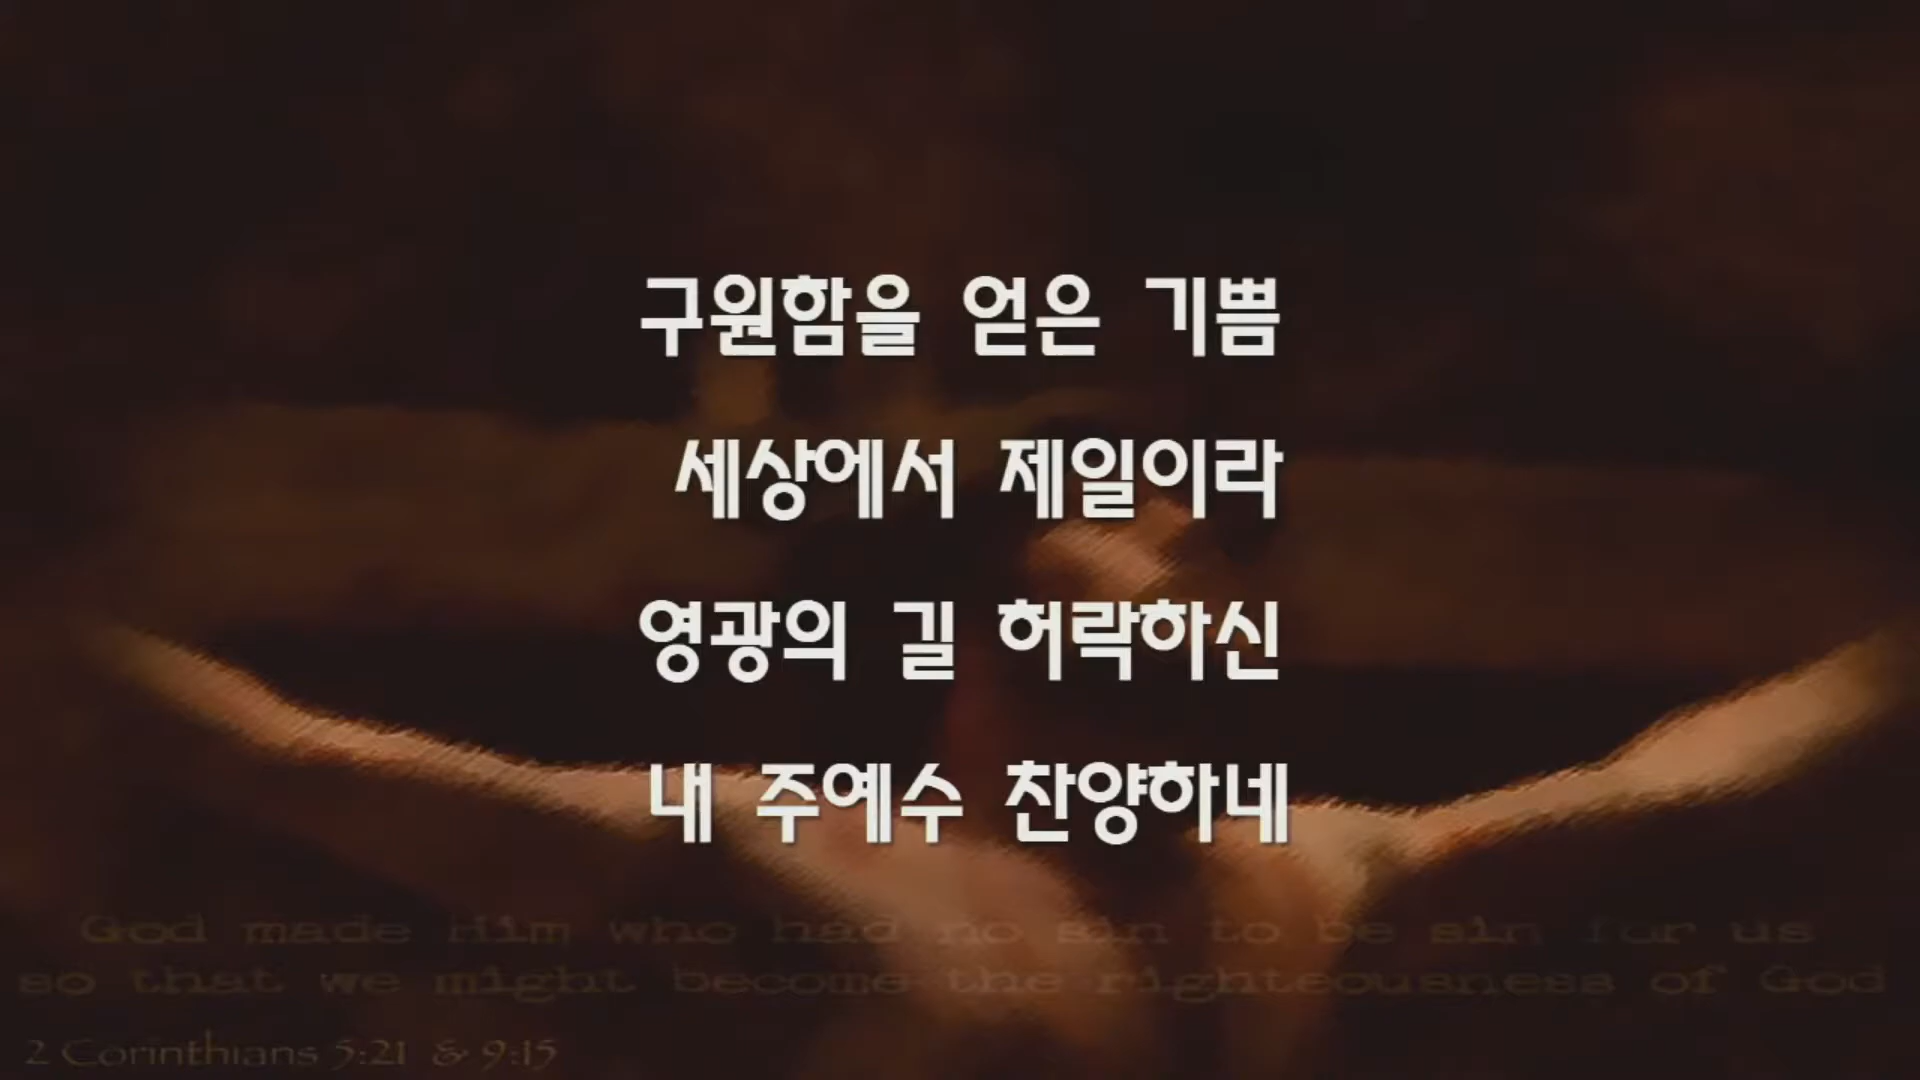 구원함을 얻은 기쁨
세상에서 제일이라
영광의 길 허락하신
내 주예수 찬양하네
God made Him who had no sin to be sin for us
so that we might become the righteousness of God
2 Corinthians 5:21 & 9:15